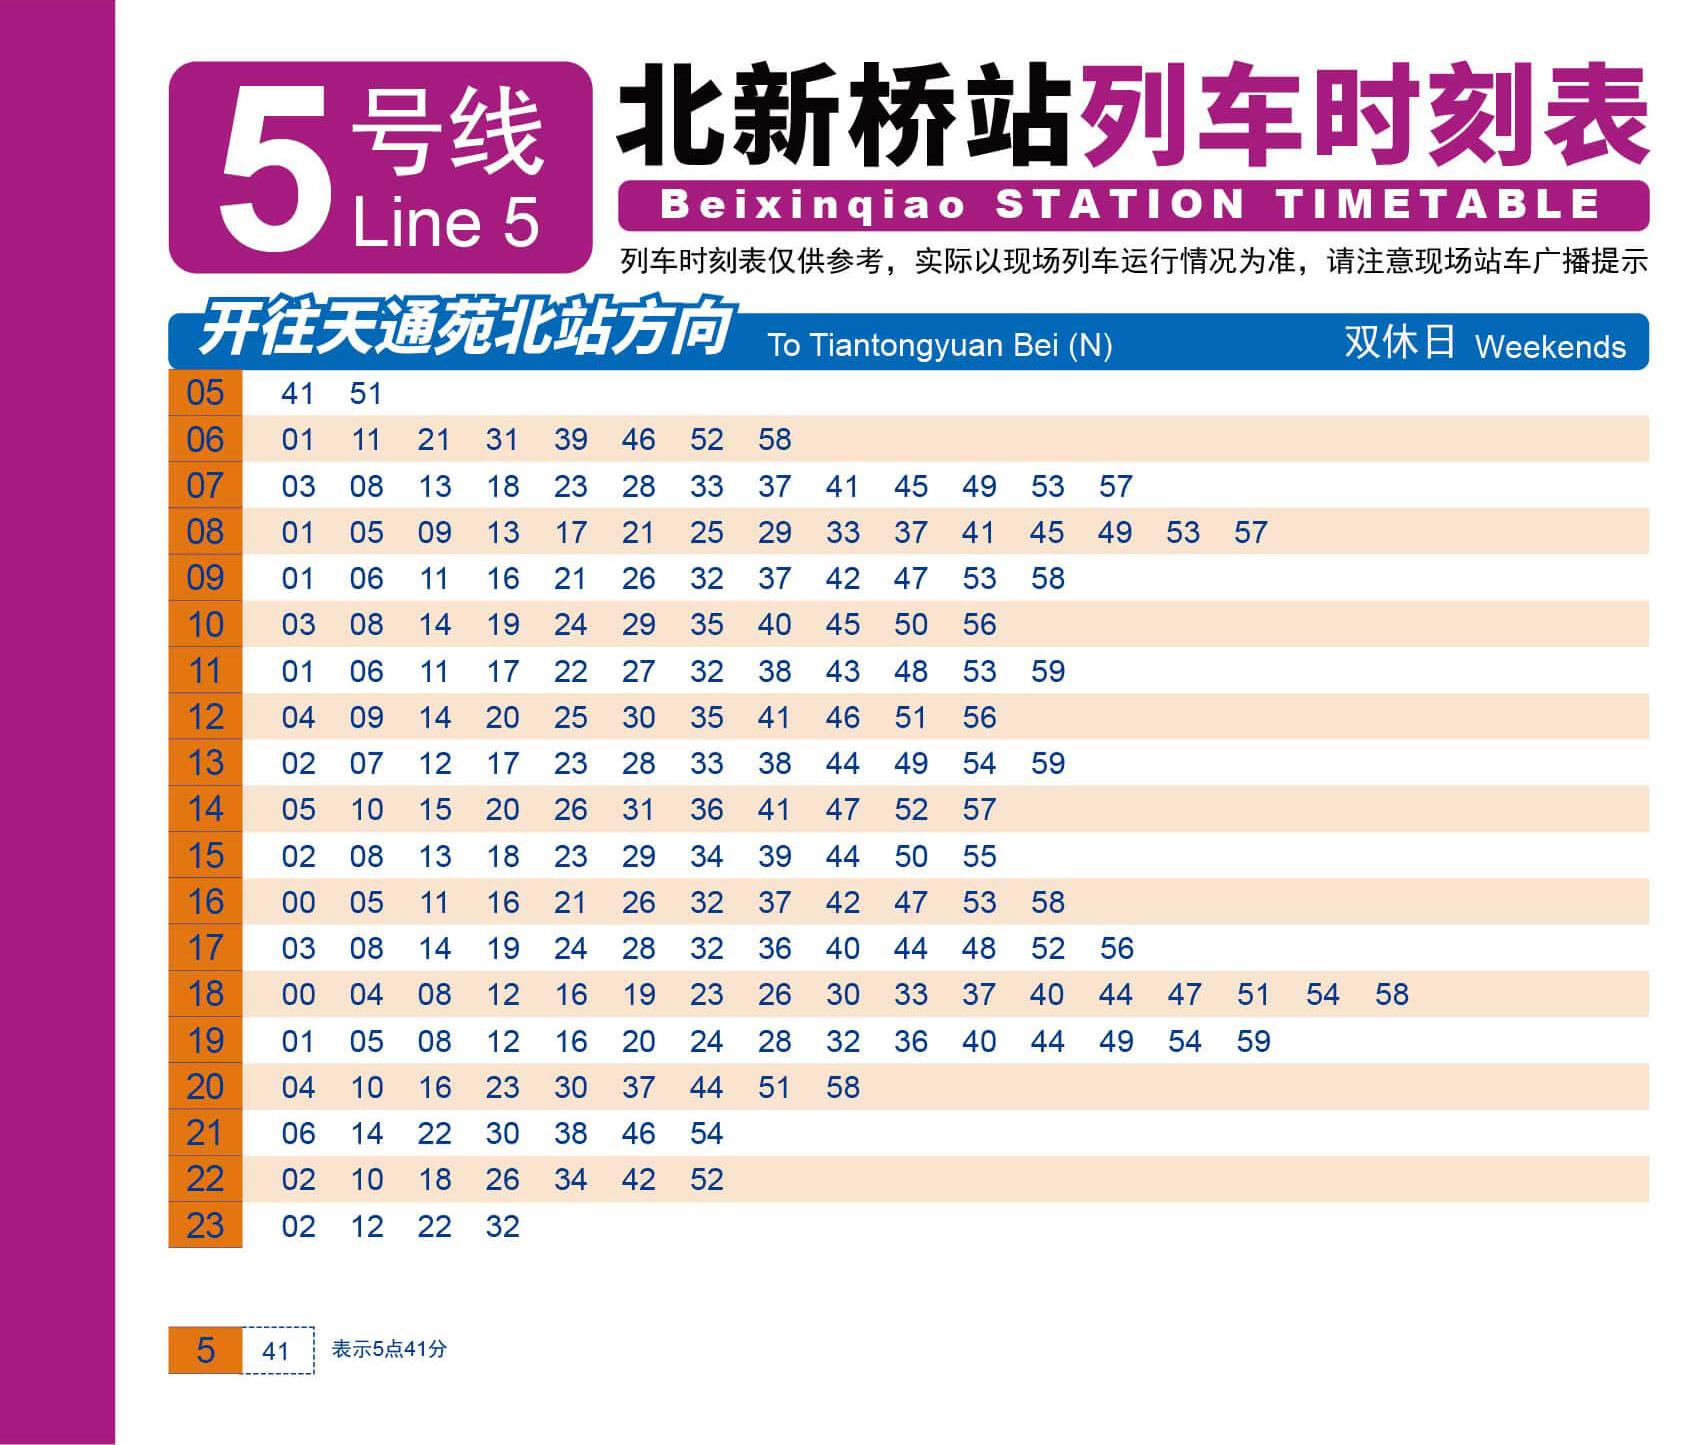 5号线
Line 5
北新桥站列车时刻表
Beixinqiao STATION TIMETABLE
列车时刻表仅供参考，实际以现场列车运行情况为准，请注意现场站车广播提示
开往天通苑北站方向 To Tiantongyuan Bei (N) 双休日 Weekends
05 41 51
06 01 11 21 31 39 46 52 58
07 03 08 13 18 23 28 33 37 41 45 49 53 57
08 01 05 09 13 17 21 25 29 33 37 41 45 49 53 57
09 01 06 11 16 21 26 32 37 42 47 53 58
10 03 08 14 19 24 29 35 40 45 50 56
11 01 06 11 17 22 27 32 38 43 48 53 59
12 04 09 14 20 25 30 35 41 46 51 56
13 02 07 12 17 23 28 33 38 44 49 54 59
14 05 10 15 20 26 31 36 41 47 52 57
15 02 08 13 18 23 29 34 39 44 50 55
16 00 05 11 16 21 26 32 37 42 47 53 58
17 03 08 14 19 24 28 32 36 40 44 48 52 56
18 00 04 08 12 16 19 23 26 30 33 37 40 44 47 51 54 58
19 01 05 08 12 16 20 24 28 32 36 40 44 49 54 59
20 04 10 16 23 30 37 44 51 58
21 06 14 22 30 38 46 54
22 02 10 18 26 34 42 52
23 02 12 22 32
5 41 表示5点41分